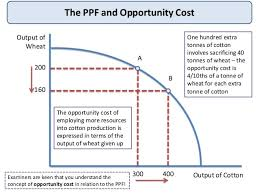 The PPF and Opportunity Cost
Output of
Wheat
One hundred extra
tonnes of cotton
involves sacrificing 40
tonnes of wheat – the
opportunity cost is
4/10ths of a tonne of
wheat for each extra
tonne of cotton
A
200
B
160
The opportunity cost of
employing more resources
into cotton production is
expressed in terms of the
output of wheat given up
300
400
Output of Cotton
Examiners are keen that you understand the
concept of opportunity cost in relation to the PPF!